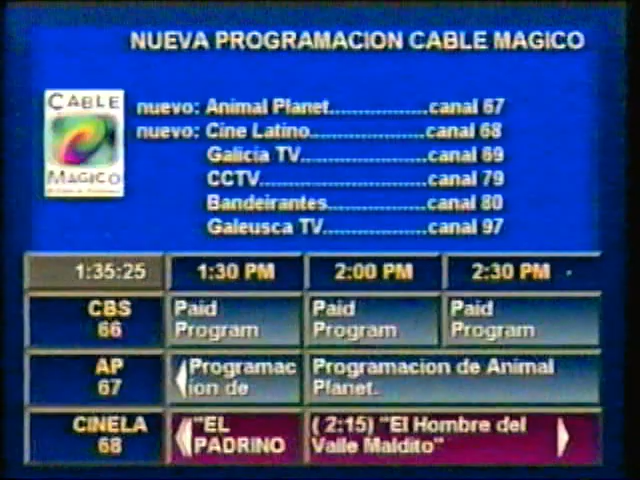 NUEVA PROGRAMACION CABLE MAGICO
CABLE
MAGICO
nuevo: Animal Planet..................canal 67
nuevo: Cine Latino.....................canal 68
Galicia TV.......................canal 69
CCTV..............................canal 79
Bandeirantes...................canal 80
Galeusca TV...................canal 97
1:35:25 1:30 PM 2:00 PM 2:30 PM
CBS
66
Paid
Program
Paid
Program
Paid
Program
AP
67
Programac
ion de
Programacion de Animal
Planet.
CINELA
68
"EL
PADRINO
( 2:15) "El Hombre del
Valle Maldito"